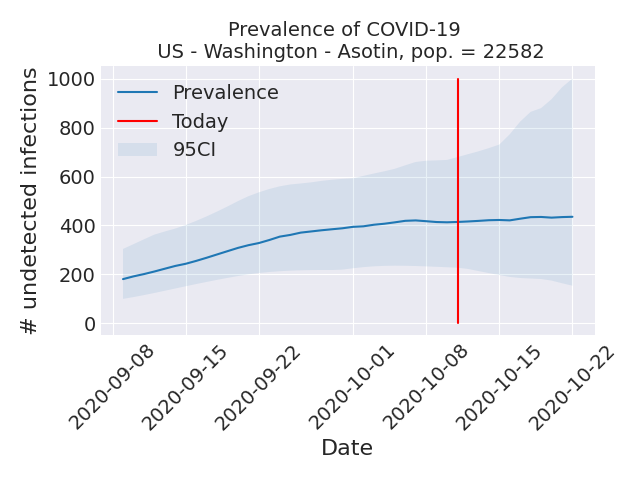 Prevalence of COVID-19
US - Washington - Asotin, pop. = 22582
1000
800
600
400
200
0
# undetected infections
Prevalence
Today
95CI
2020-09-08
2020-09-15
2020-09-22
2020-10-01
2020-10-08
2020-10-15
2020-10-22
Date